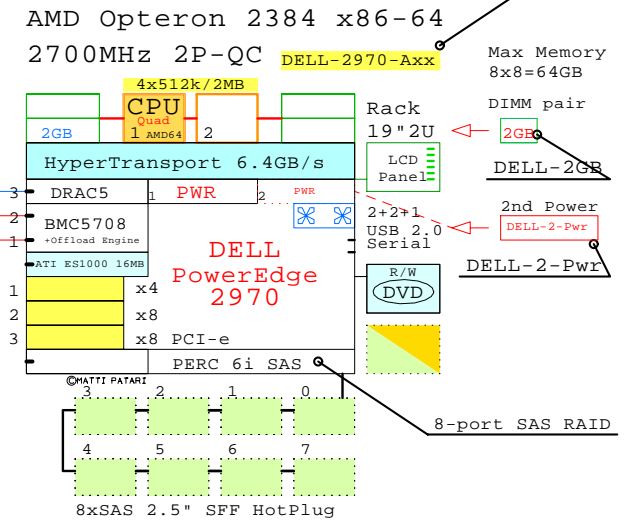 AMD Opteron 2384 x86-64
2700MHz 2P-QC
DELL-2970-Axx
Max Memory
8x8=64GB
4x512k/2MB
DIMM pair
CPU
Quad
1 AMD64
2
2GB
Rack
19"2U
2GB
HyperTransport 6.4GB/s
LCD
Panel
DELL-2GB
3
DRAC5
1
PWR
2
PWR
2nd Power
2
BMC5708
+Offload Engine
1
2+2+1
USB 2.0
Serial
DELL-2-Pwr
DELL
PowerEdge
2970
DELL-2-Pwr
ATI ES1000 16MB
R/W
DVD
1
x4
2
x8
3
x8 PCI-e
PERC 6i SAS
©MATTI PATARI
3
2
1
0
8-port SAS RAID
4
5
6
7
8xSAS 2.5" SFF HotPlug